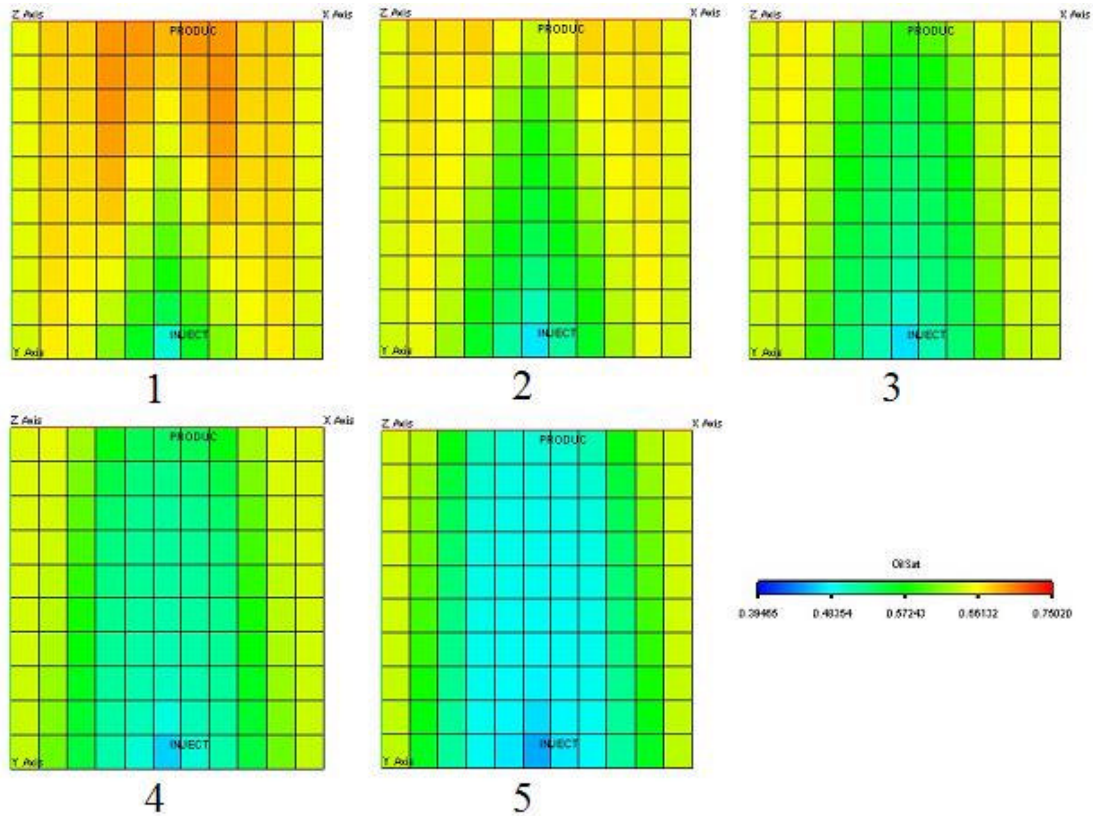 Z Axis X Axis Z Axis X Axis Z Axis X Axis
PRODUC PRODUC PRODUC
INJECT INJECT INJECT
Y Axis Y Axis Y Axis
1 2 3
Z Axis X Axis Z Axis X Axis
PRODUC PRODUC
OilSat
0.39465 0.48354 0.57243 0.66132 0.75020
INJECT INJECT
Y Axis Y Axis
4 5